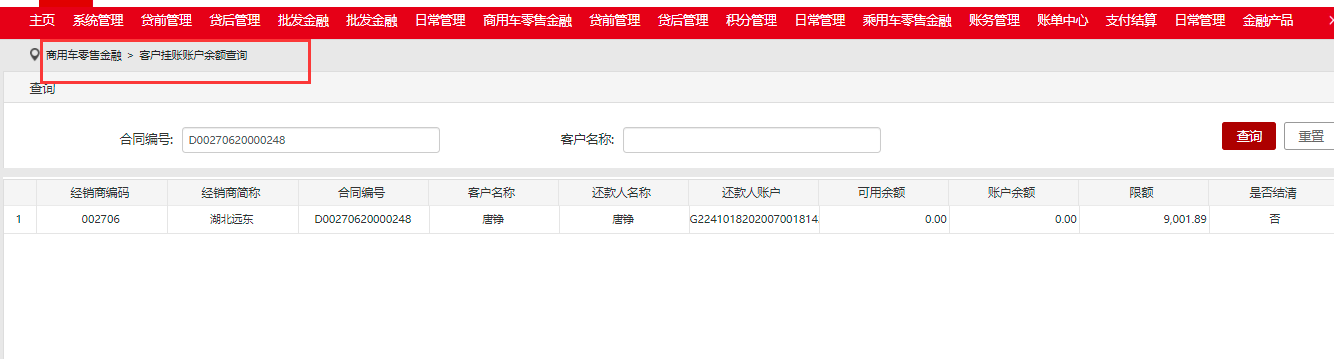 主页 系统管理 贷前管理 贷后管理 批发金融 批发金融 日常管理 商用车零售金融 贷前管理 贷后管理 积分管理 日常管理 乘用车零售金融 账务管理 账单中心 支付结算 日常管理 金融产品
商用车零售金融 > 客户挂账账户余额查询
查询
合同编号: D00270620000248 客户名称: 查询 重置
经销商编码 经销商简称 合同编号 客户名称 还款人名称 还款人账户 可用余额 账户余额 限额 是否结清
1 002706 湖北远东 D00270620000248 唐铮 唐铮 G2241018202007001814 0.00 0.00 9,001.89 否